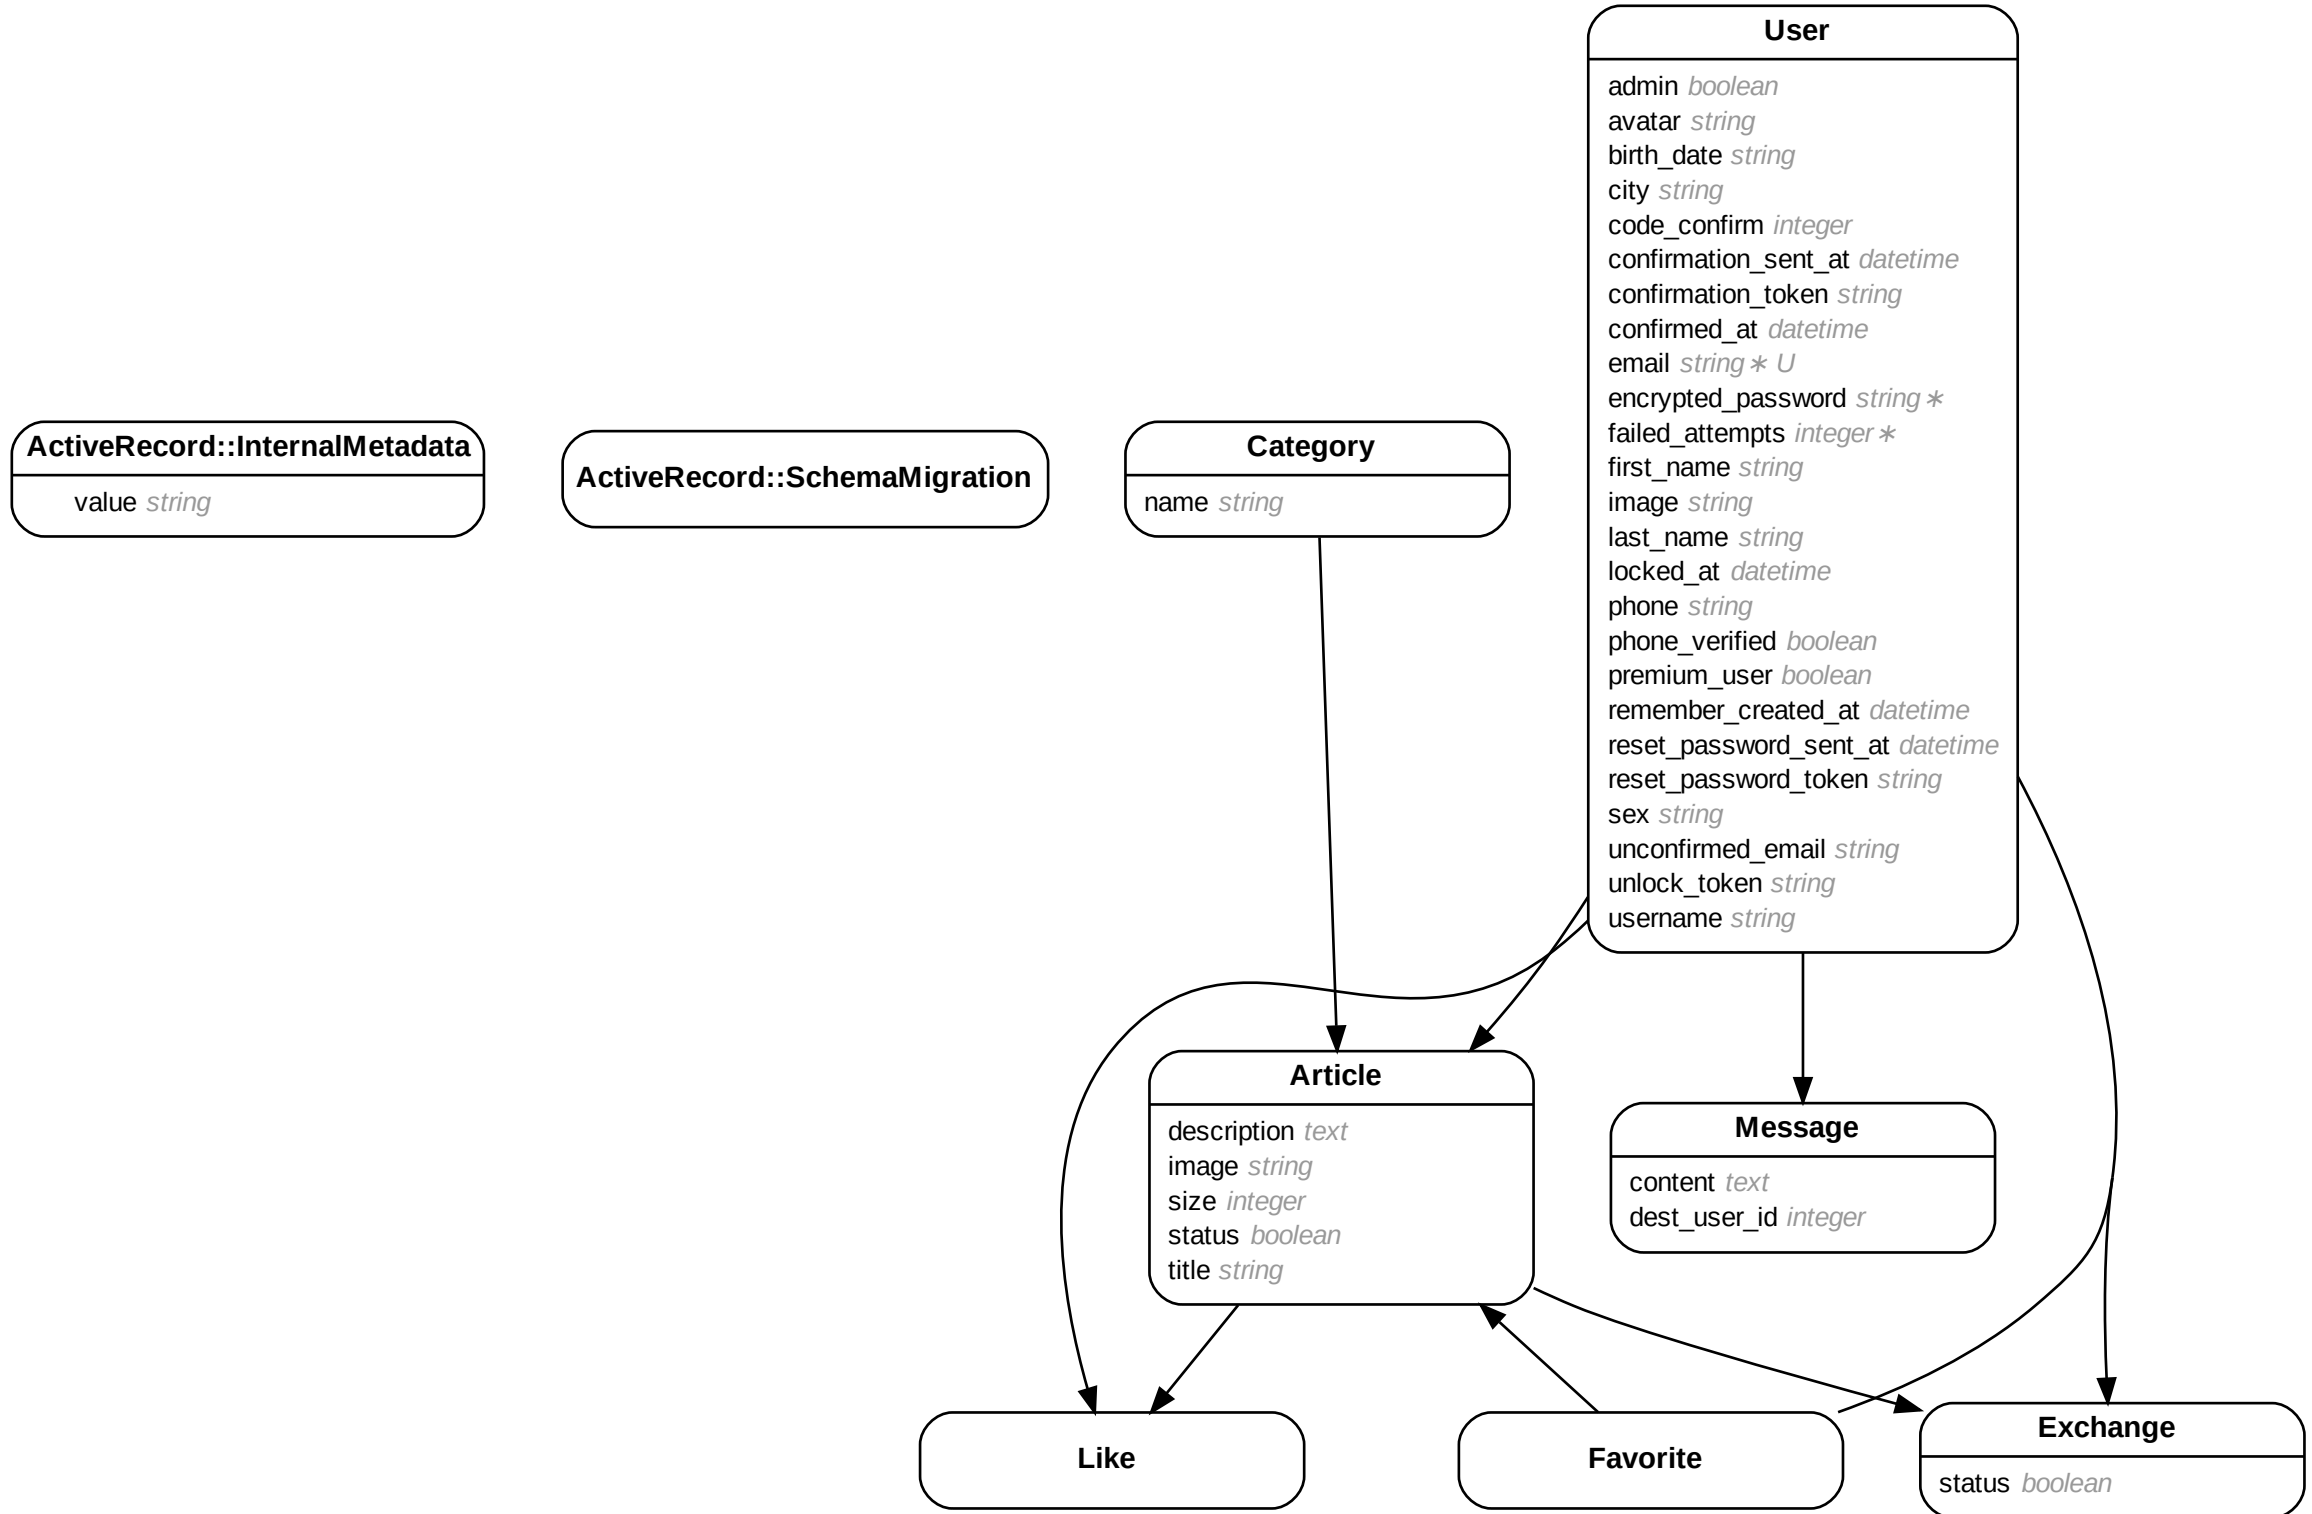 User
admin boolean
avatar string
birth_date string
city string
code_confirm integer
confirmation_sent_at datetime
confirmation_token string
confirmed_at datetime
email string∗ U
encrypted_password string∗
failed_attempts integer∗
first_name string
image string
last_name string
locked_at datetime
phone string
phone_verified boolean
premium_user boolean
remember_created_at datetime
reset_password_sent_at datetime
reset_password_token string
sex string
unconfirmed_email string
unlock_token string
username string
ActiveRecord::InternalMetadata
value string
ActiveRecord::SchemaMigration
Category
name string
Article
description text
image string
size integer
status boolean
title string
Message
content text
dest_user_id integer
Like
Favorite
Exchange
status boolean